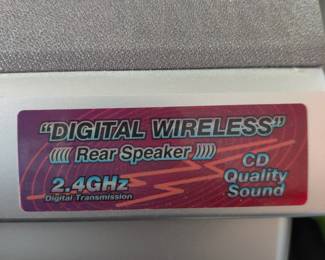 "DIGITAL WIRELESS"
((((( Rear Speaker )))))
2.4GHz
Digital Transmission
CD
Quality
Sound